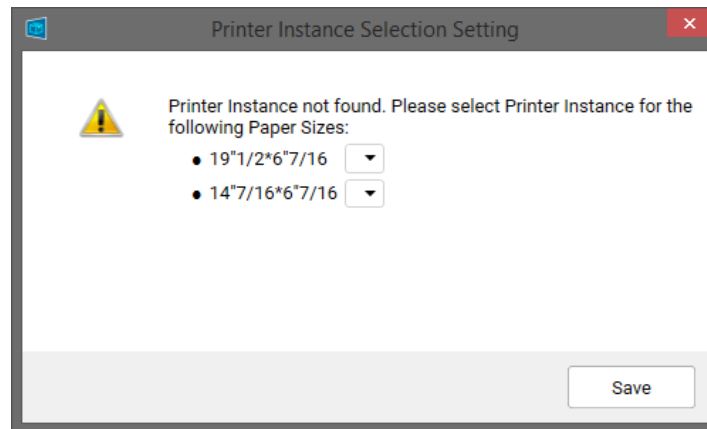 Printer Instance Selection Setting
Printer Instance not found. Please select Printer Instance for the
following Paper Sizes:
● 19"1/2*6"7/16
● 14"7/16*6"7/16
Save